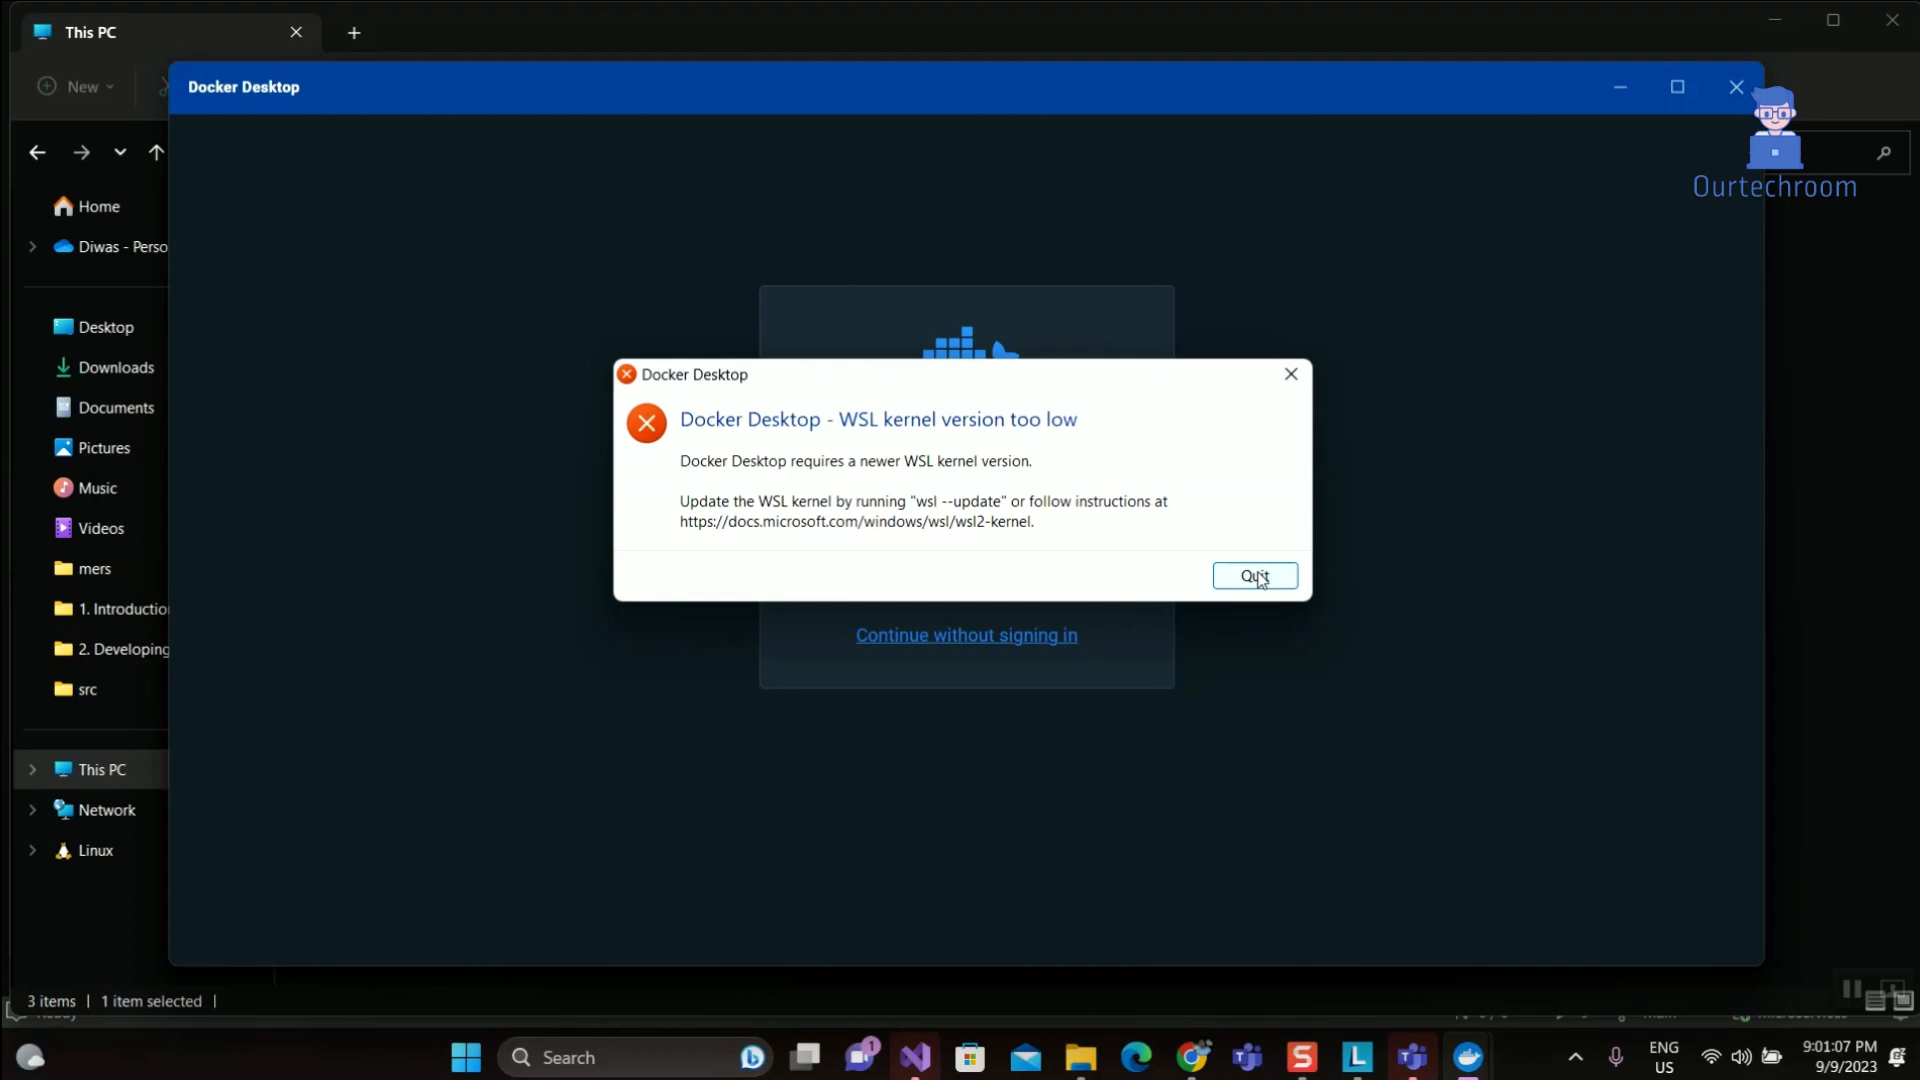 This PC
New
Docker Desktop
Ourtechroom
Home
Diwas - Perso
Desktop
Downloads
Documents
Pictures
Music
Videos
mers
1. Introductio
2. Developing
src
This PC
Network
Linux
Docker Desktop
Docker Desktop - WSL kernel version too low
Docker Desktop requires a newer WSL kernel version.
Update the WSL kernel by running "wsl --update" or follow instructions at
https://docs.microsoft.com/windows/wsl/wsl2-kernel.
Quit
Continue without signing in
3 items | 1 item selected |
Search
1
ENG
US
9:01:07 PM
9/9/2023